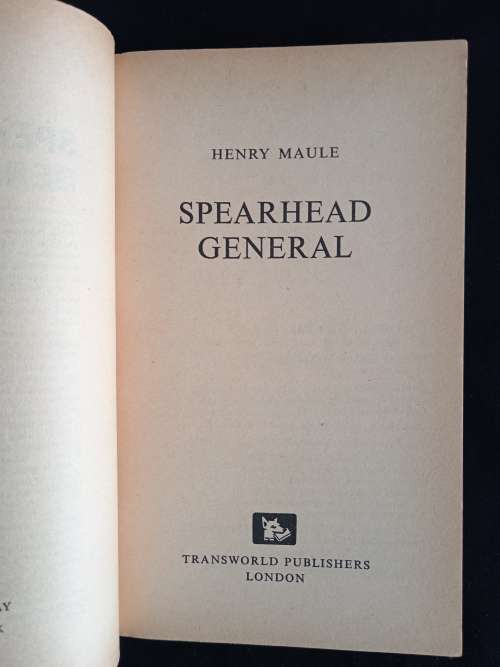 HENRY MAULE
SPEARHEAD
GENERAL
TRANSWORLD PUBLISHERS
LONDON